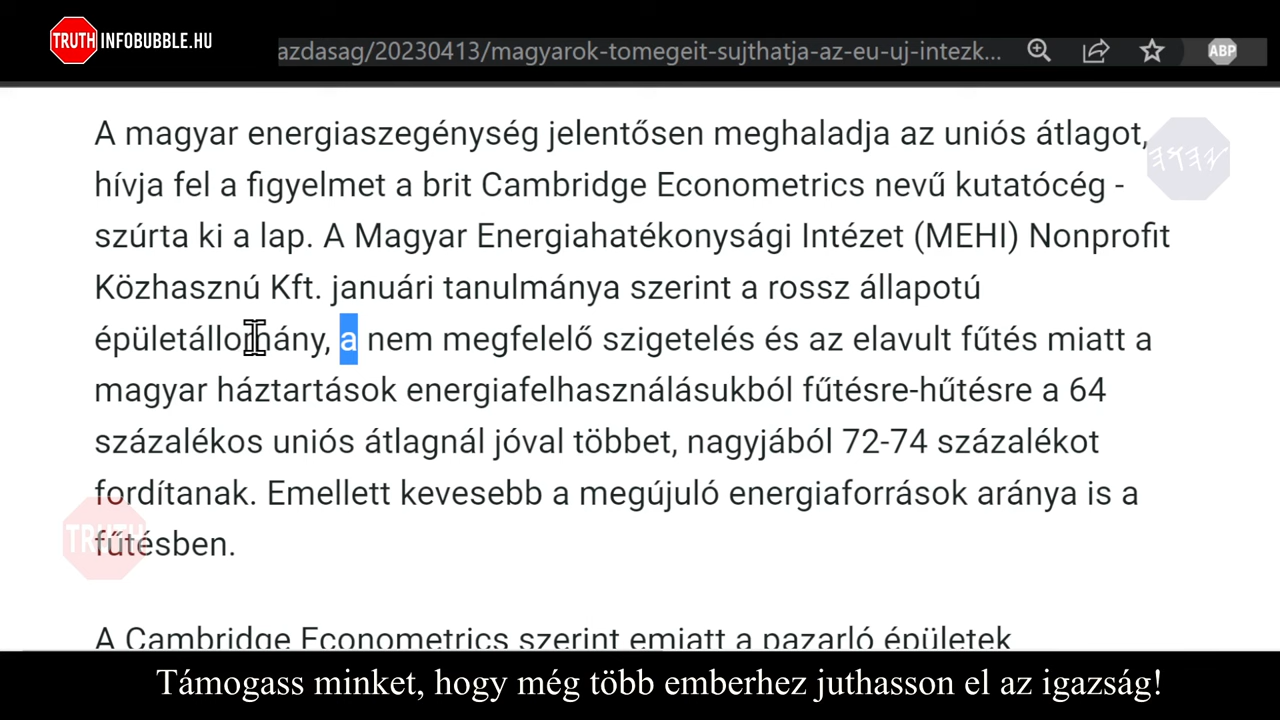 TRUTH INFOBUBBLE.HU
azdasag/20230413/magyarok-tomegeit-sujthatja-az-eu-uj-intezk...
ABP
A magyar energiaszegénység jelentősen meghaladja az uniós átlagot,
hívja fel a figyelmet a brit Cambridge Econometrics nevű kutatócég -
szúrta ki a lap. A Magyar Energiahatékonysági Intézet (MEHI) Nonprofit
Közhasznú Kft. januári tanulmánya szerint a rossz állapotú
épületállomány, a nem megfelelő szigetelés és az elavult fűtés miatt a
magyar háztartások energiafelhasználásukból fűtésre-hűtésre a 64
százalékos uniós átlagnál jóval többet, nagyjából 72-74 százalékot
fordítanak. Emellett kevesebb a megújuló energiaforrások aránya is a
TRUTH
fűtésben.
A Cambridge Econometrics szerint emiatt a pazarló épületek
Támogass minket, hogy még több emberhez juthasson el az igazság!